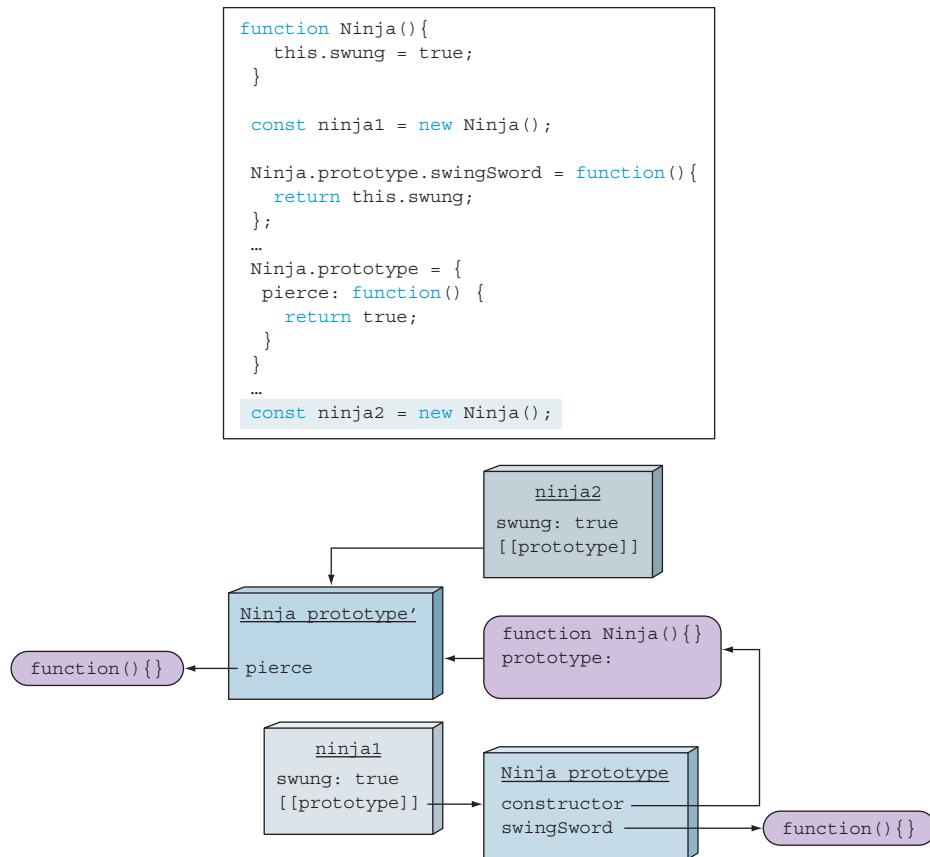 function Ninja(){
this.swung = true;
}
const ninja1 = new Ninja();
Ninja.prototype.swingSword = function(){
return this.swung;
};
…
Ninja.prototype = {
pierce: function() {
return true;
}
}
…
const ninja2 = new Ninja();
ninja2
swung: true
[[prototype]]
Ninja prototype′
pierce
function(){}
function Ninja(){}
prototype:
ninja1
swung: true
[[prototype]]
Ninja prototype
constructor
swingSword
function(){}